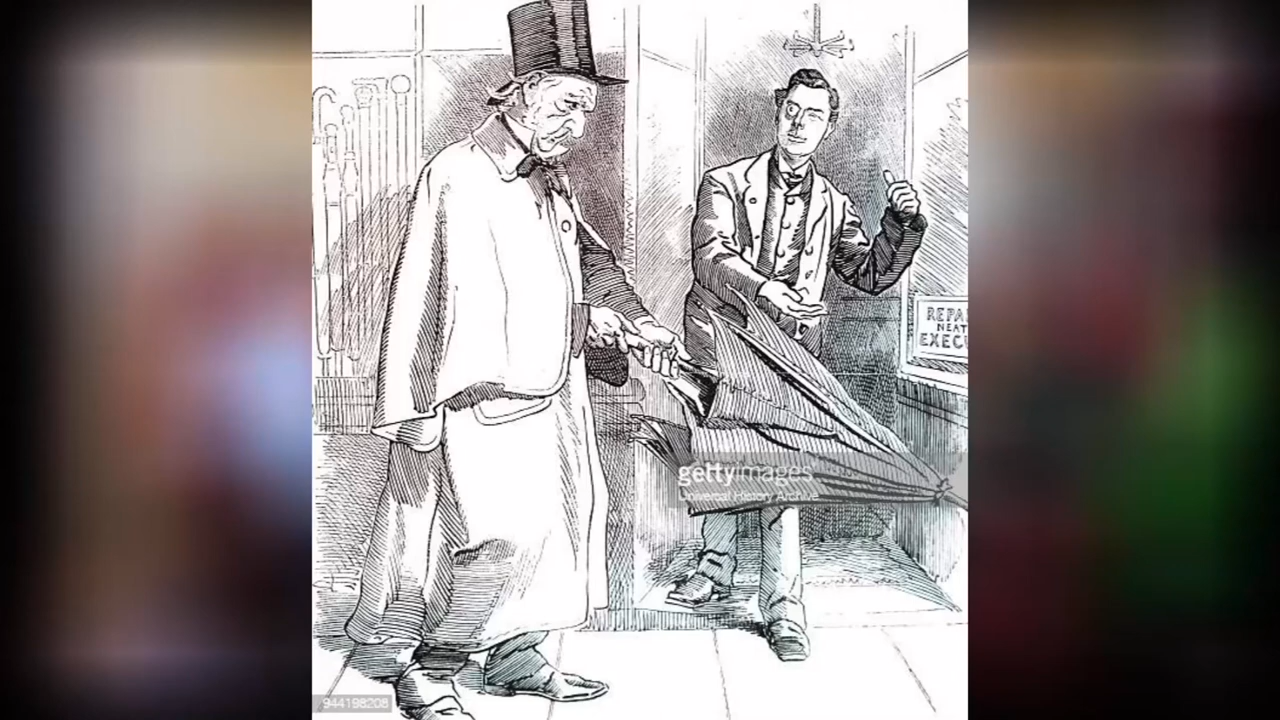 REPA
NEAT
EXECU
gettyimages
Universal History Archive
944198208